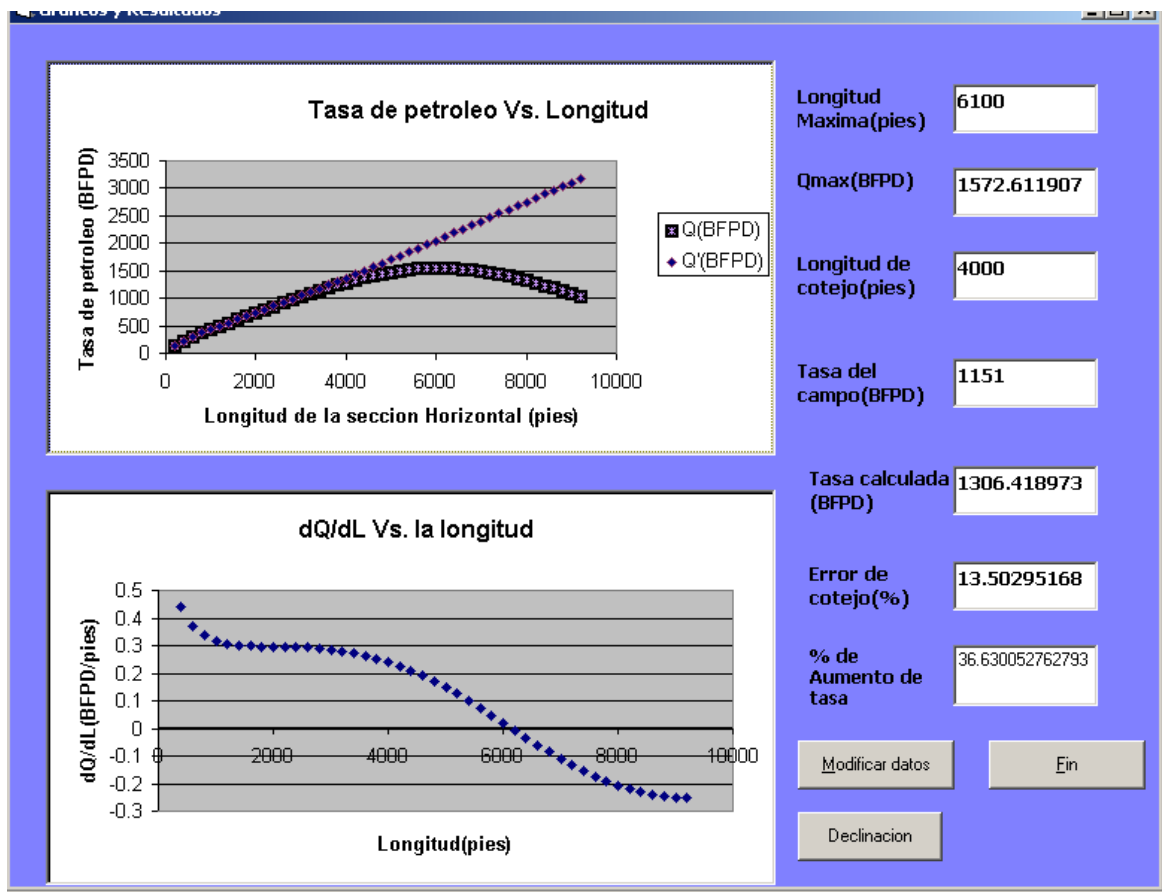 Graficos y Resultados
Tasa de petroleo Vs. Longitud
Tasa de petroleo (BFPD)
3500
3000
2500
2000
1500
1000
500
0
0 2000 4000 6000 8000 10000
Longitud de la seccion Horizontal (pies)
Q(BFPD)
Q'(BFPD)
dQ/dL Vs. la longitud
dQ/dL(BFPD/pies)
0.5
0.4
0.3
0.2
0.1
0
-0.1
-0.2
-0.3
0 2000 4000 6000 8000 10000
Longitud(pies)
Longitud
Maxima(pies)
6100
Qmax(BFPD)
1572.611907
Longitud de
cotejo(pies)
4000
Tasa del
campo(BFPD)
1151
Tasa calculada
(BFPD)
1306.418973
Error de
cotejo(%)
13.50295168
% de
Aumento de
tasa
36.630052762793
Modificar datos
Fin
Declinacion